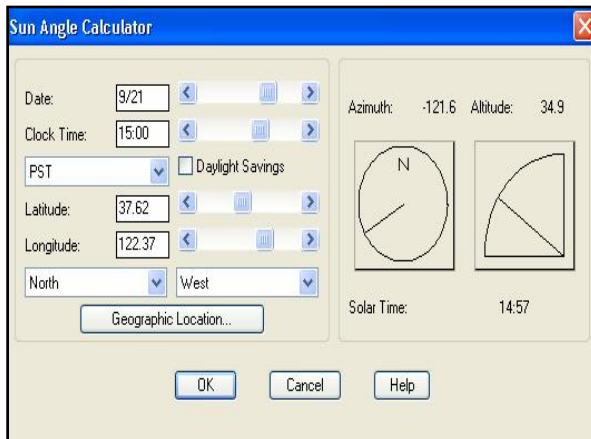 Sun Angle Calculator
Date: 9/21
Clock Time: 15:00
PST
Daylight Savings
Latitude: 37.62
Longitude: 122.37
North West
Geographic Location...
Azimuth: -121.6 Altitude: 34.9
N
Solar Time: 14:57
OK Cancel Help